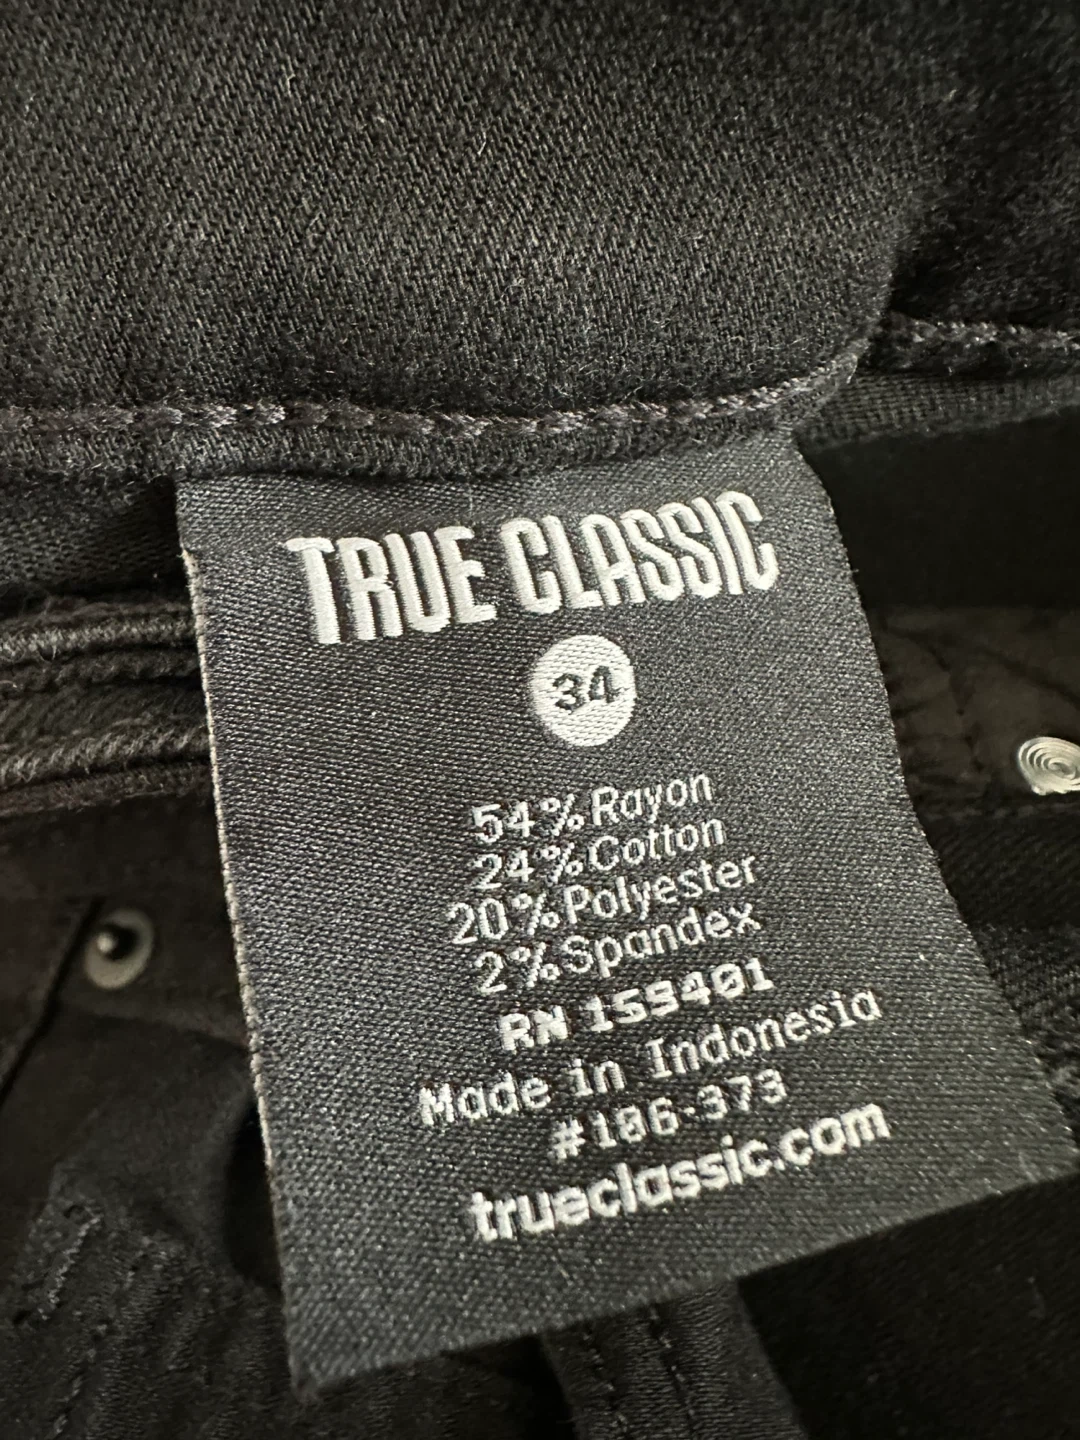 TRUE CLASSIC
34
54% Rayon
24% Cotton
20% Polyester
2% Spandex
RN 159401
Made in Indonesia
#106-373
trueclassic.com